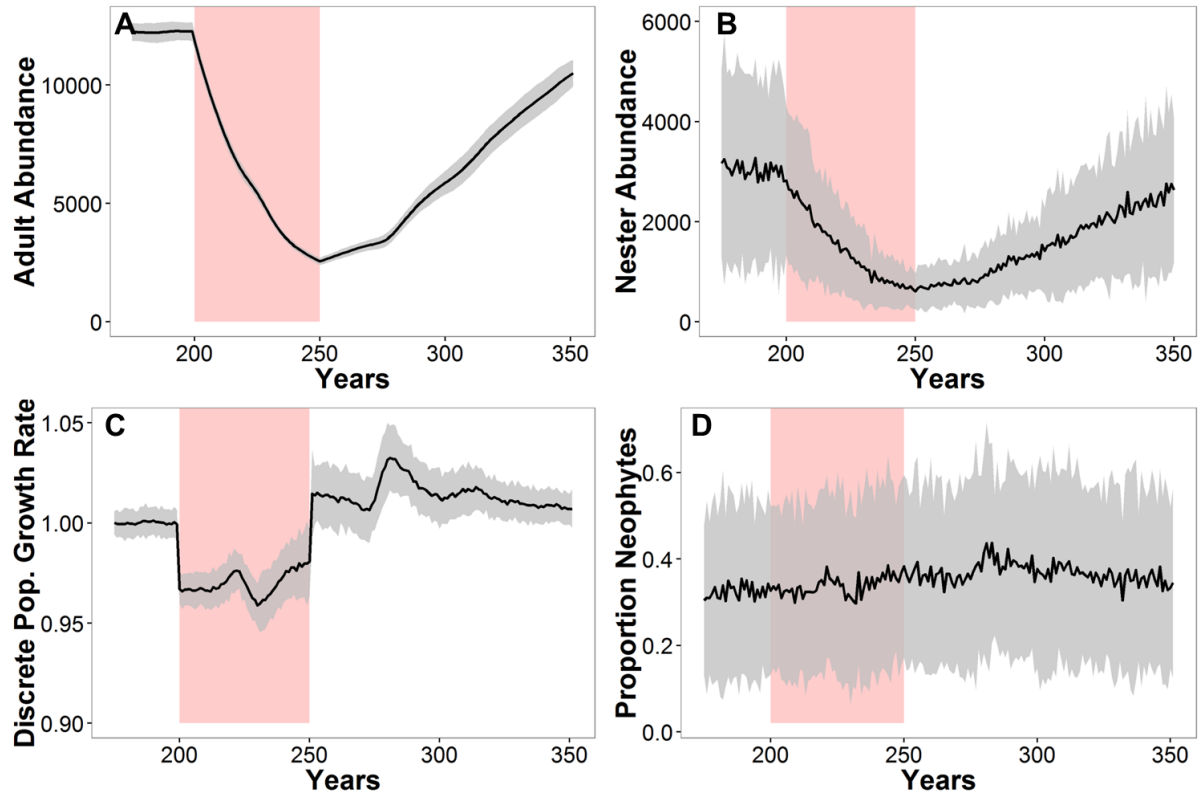 A
Adult Abundance
10000
5000
0
200
250
300
350
Years
B
Nester Abundance
6000
4000
2000
0
200
250
300
350
Years
C
Discrete Pop. Growth Rate
1.05
1.00
0.95
0.90
200
250
300
350
Years
D
Proportion Neophytes
0.6
0.4
0.2
0.0
200
250
300
350
Years